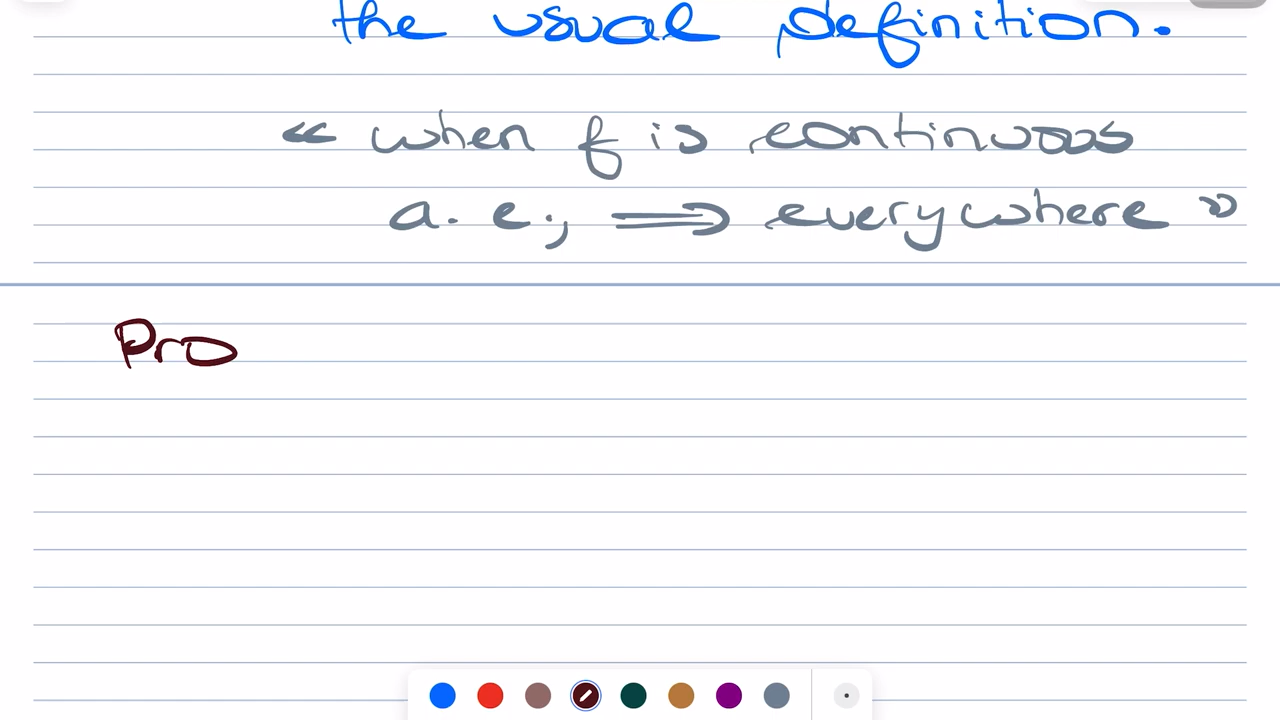 the usual definition.
« when f is continuous
a. e., ⟹ everywhere »
Pro